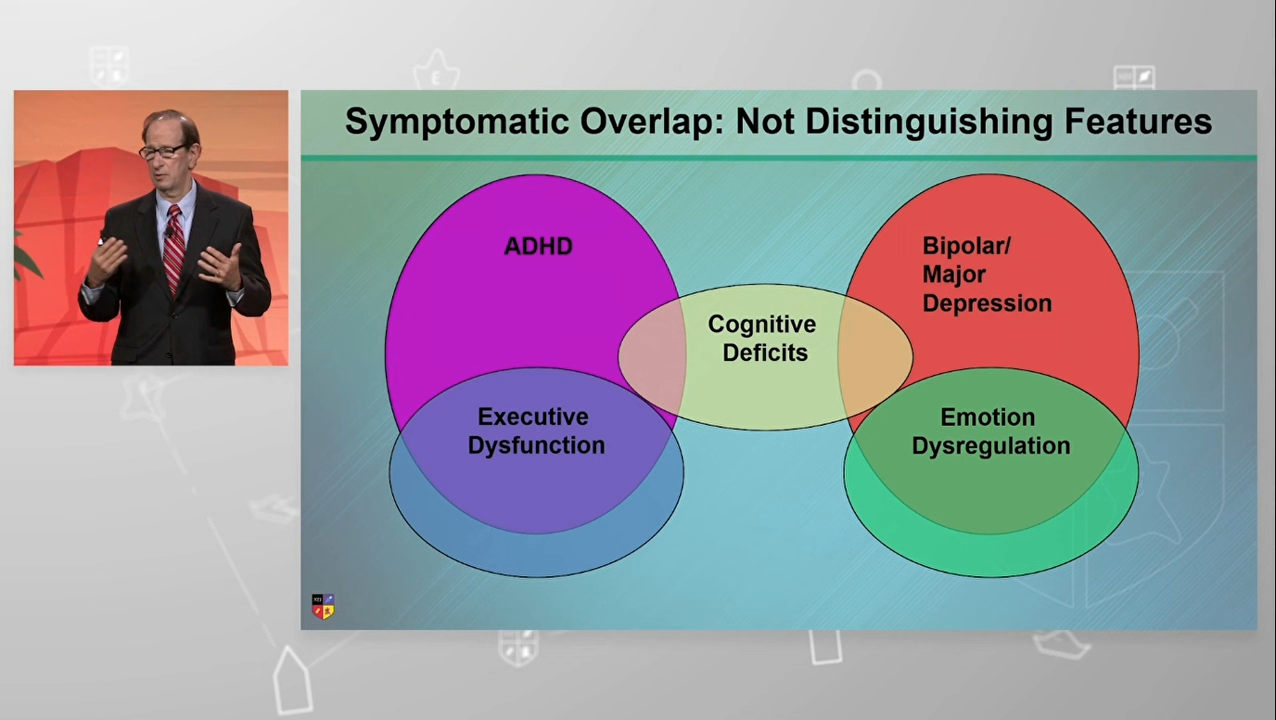 Symptomatic Overlap: Not Distinguishing Features
ADHD
Bipolar/
Major
Depression
Cognitive
Deficits
Executive
Dysfunction
Emotion
Dysregulation